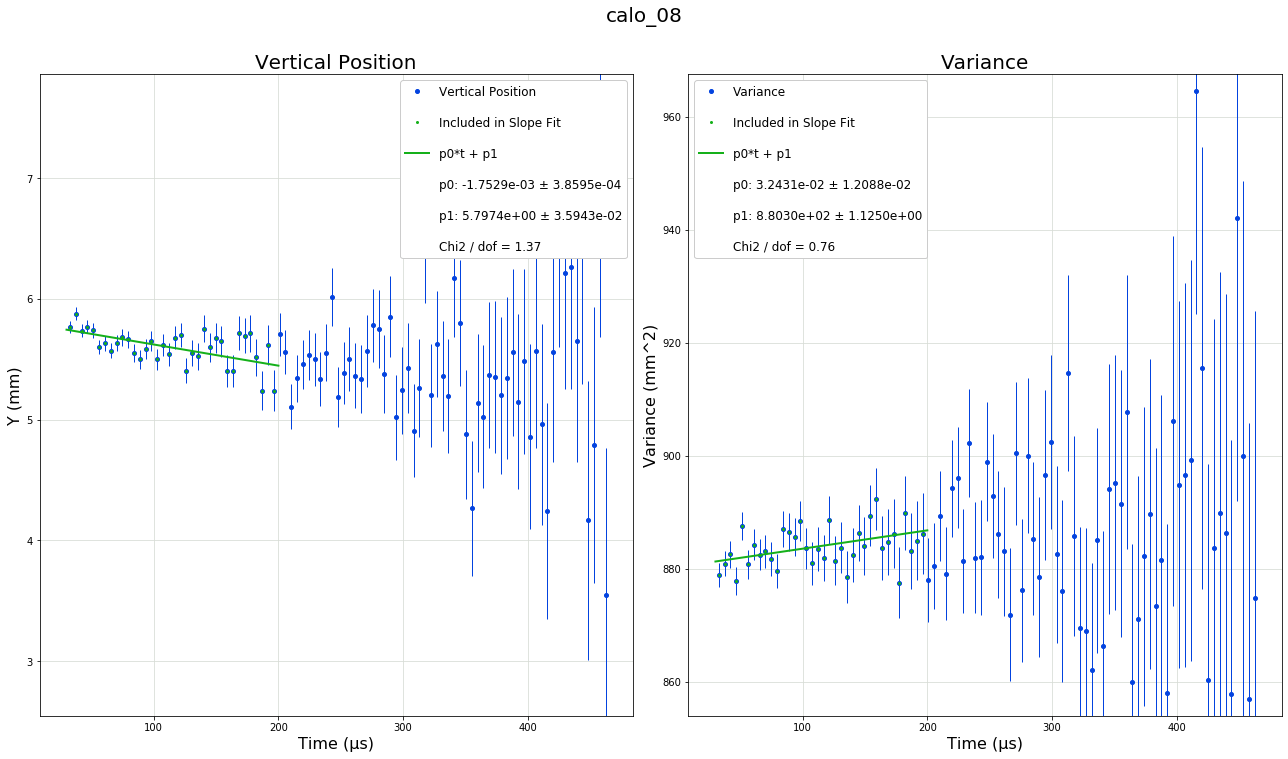 calo_08
Vertical Position
Vertical Position
Included in Slope Fit
p0*t + p1
p0: -1.7529e-03 ± 3.8595e-04
p1: 5.7974e+00 ± 3.5943e-02
Chi2 / dof = 1.37
7
6
5
4
3
Y (mm)
100
200
300
400
Time (μs)
Variance
Variance
Included in Slope Fit
p0*t + p1
p0: 3.2431e-02 ± 1.2088e-02
p1: 8.8030e+02 ± 1.1250e+00
Chi2 / dof = 0.76
960
940
920
900
880
860
Variance (mm^2)
100
200
300
400
Time (μs)